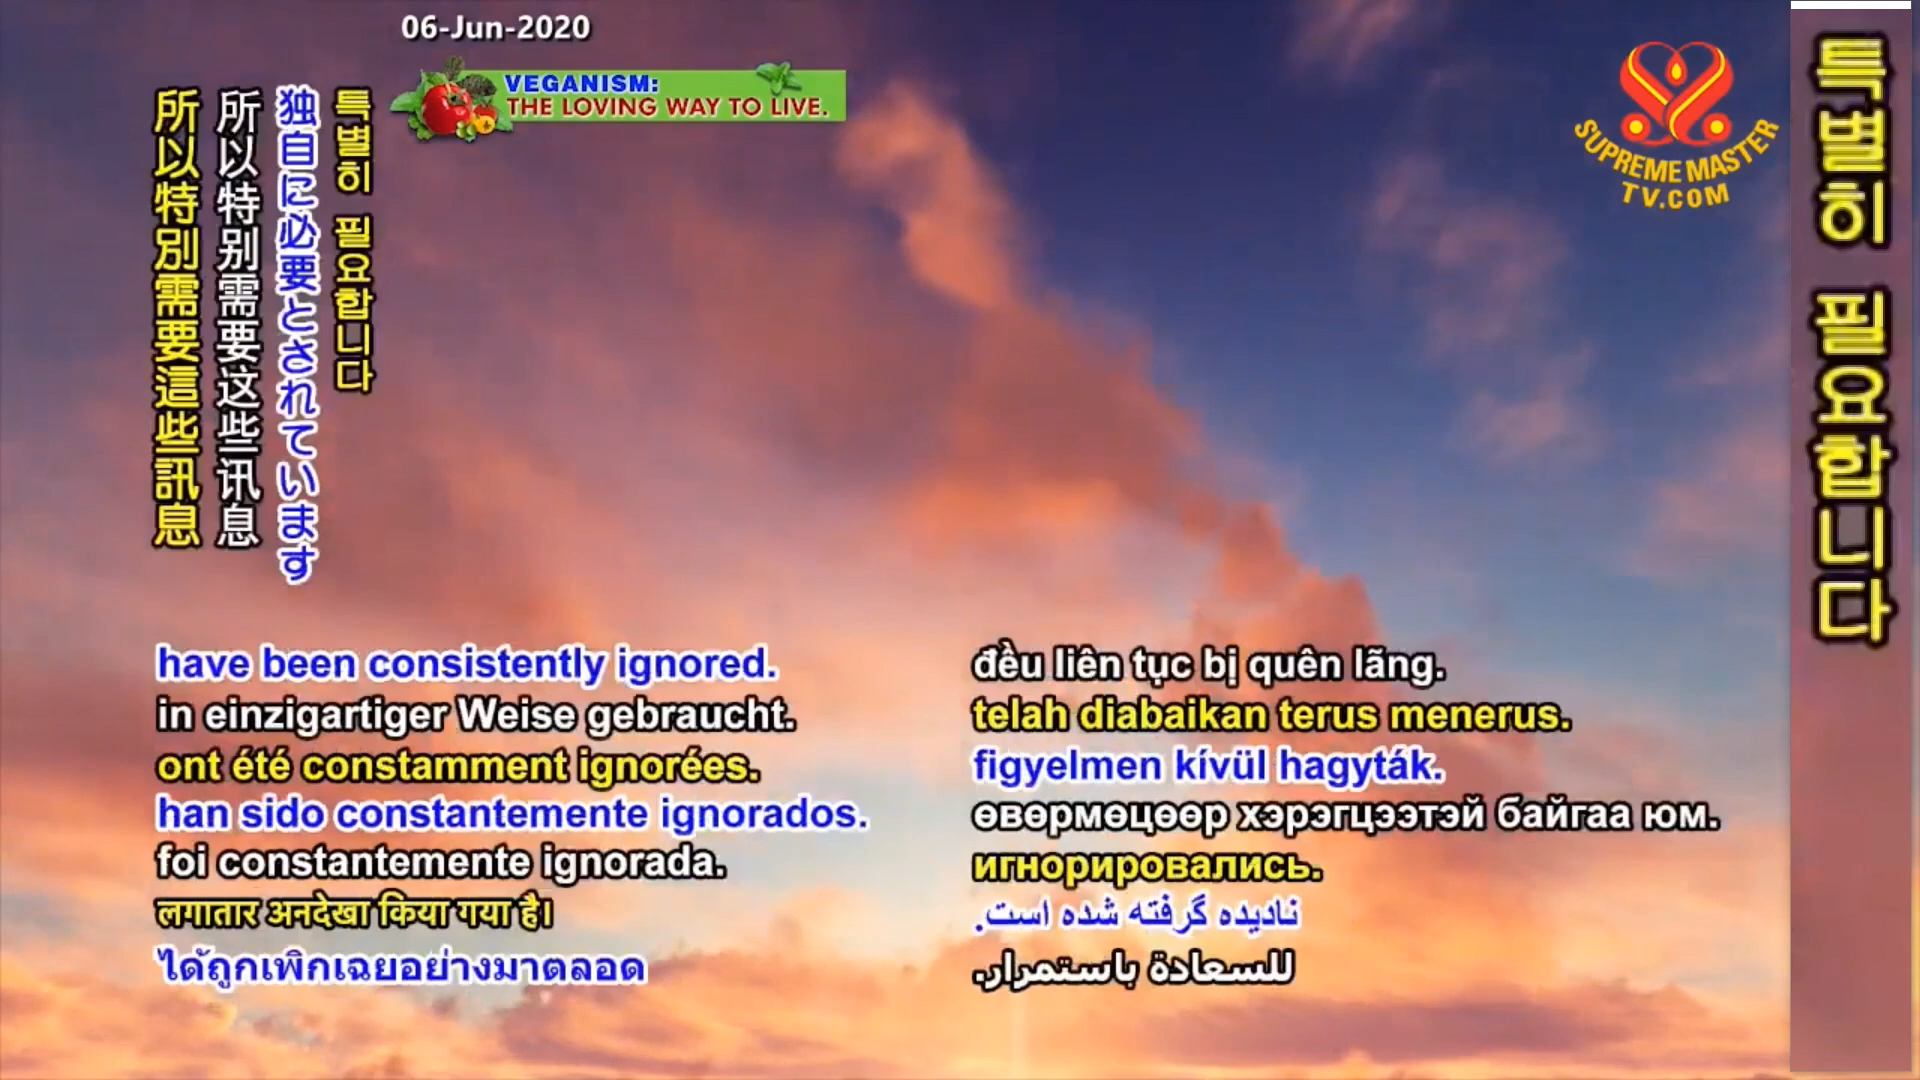 06-Jun-2020
VEGANISM:
THE LOVING WAY TO LIVE.
SUPREME MASTER
TV.COM
특별히 필요합니다
特별히 필요합니다
独自に必要とされています
所以特别需要这些讯息
所以特別需要這些訊息
have been consistently ignored.
in einzigartiger Weise gebraucht.
ont été constamment ignorées.
han sido constantemente ignorados.
foi constantemente ignorada.
लगातार अनदेखा किया गया है।
ได้ถูกเพิกเฉยอย่างมาตลอด
đều liên tục bị quên lãng.
telah diabaikan terus menerus.
figyelmen kívül hagyták.
өвөрмөцөөр хэрэгцээтэй байгаа юм.
игнорировались.
نادیده گرفته شده است.
للسعادة باستمرار.